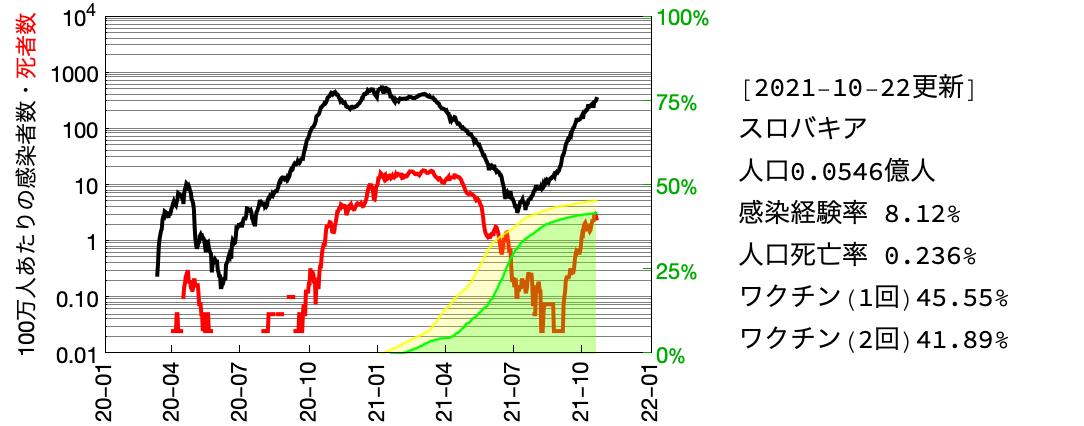 100万人あたりの感染者数・死者数
10^4
1000
100
10
1
0.10
0.01
100%
75%
50%
25%
0%
20-01
20-04
20-07
20-10
21-01
21-04
21-07
21-10
22-01
[2021-10-22更新]
スロバキア
人口0.0546億人
感染経験率 8.12%
人口死亡率 0.236%
ワクチン(1回)45.55%
ワクチン(2回)41.89%